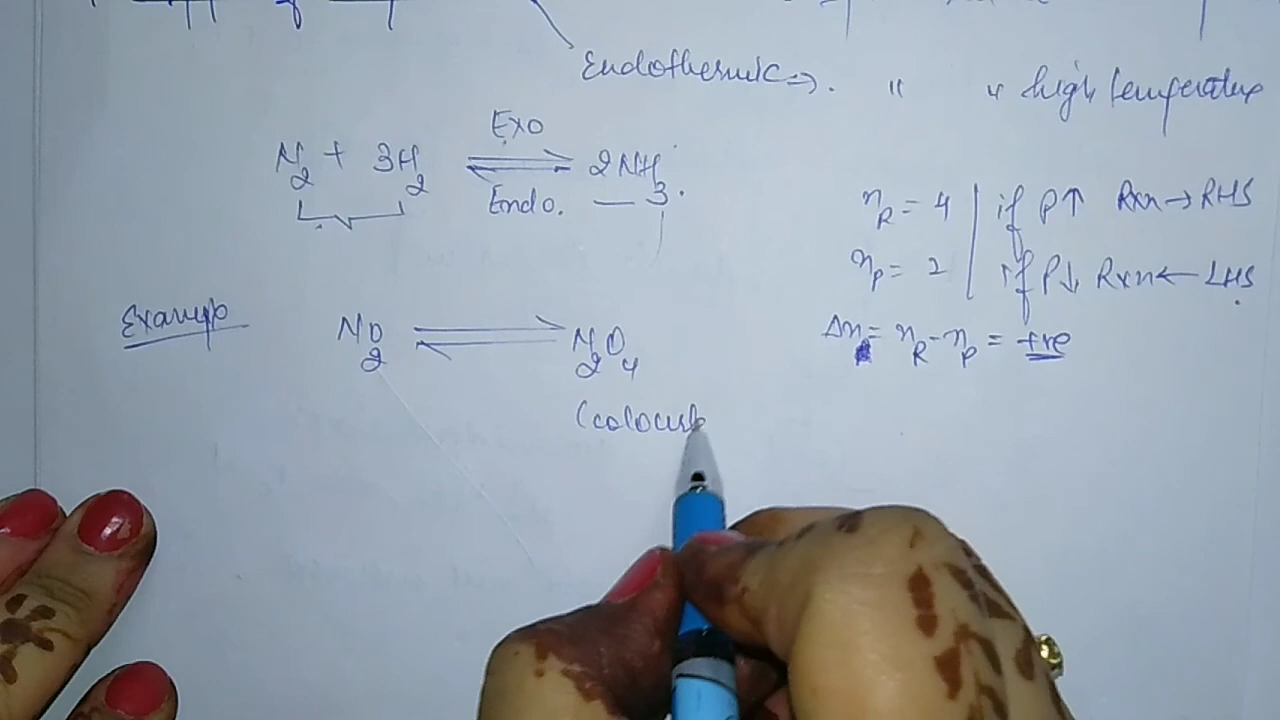 Endothermic ⇒. " " high temperature
Exo
N2 + 3H2 ⇌ 2NH3.
Endo.
nR = 4 | if P↑ Rxn → RHS
nP = 2 | if P↓ Rxn ← LHS
Δn = nR - nP = +ve
Example NO2 ⇌ N2O4
(colourl